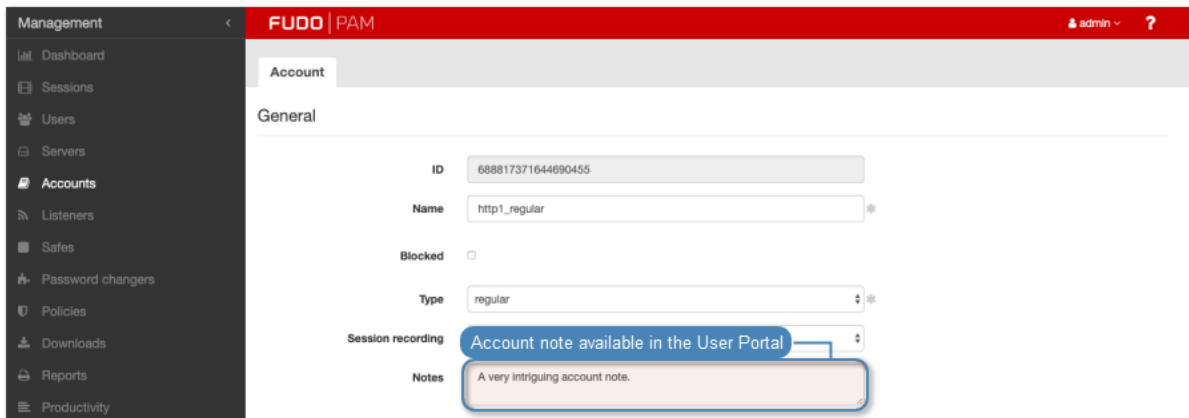 Management
FUDO PAM
admin
?
Dashboard
Sessions
Users
Servers
Accounts
Listeners
Safes
Password changers
Policies
Downloads
Reports
Productivity
Account
General
ID
688817371644690455
Name
http1_regular
Blocked
Type
regular
Session recording
Account note available in the User Portal
Notes
A very intriguing account note.